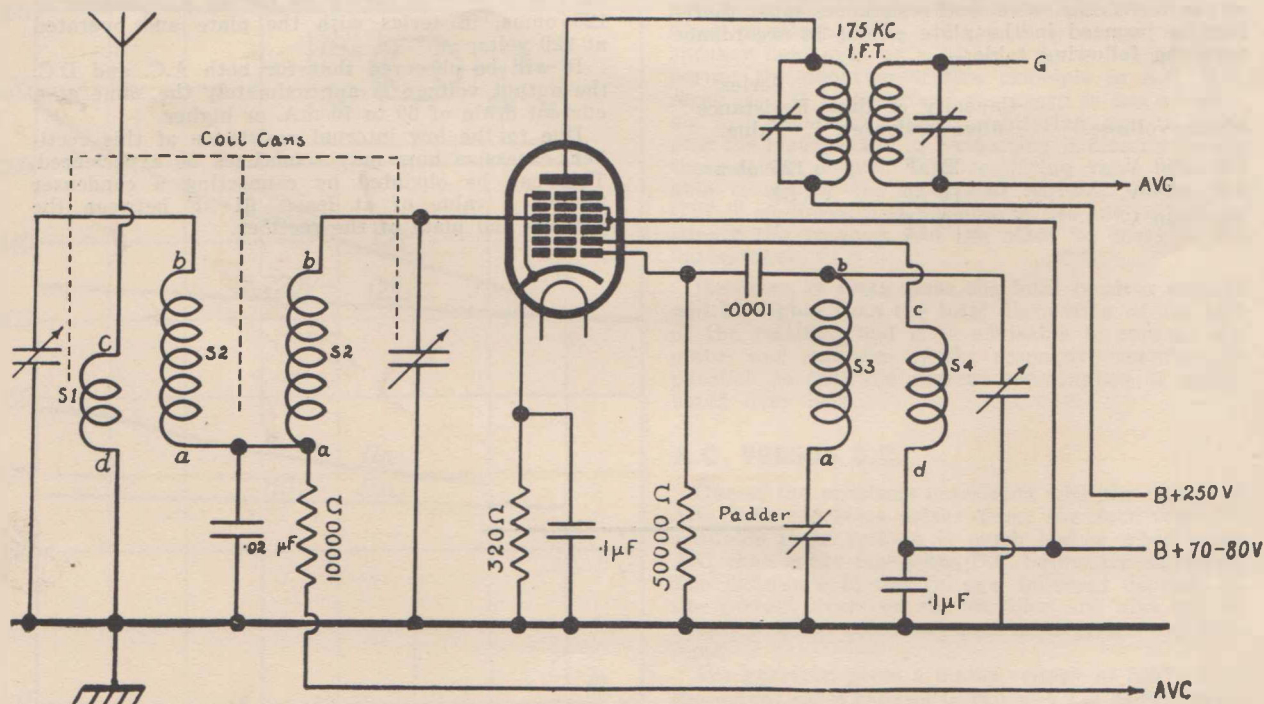 175 KC
I.F.T.
G
AVC
Coil Cans
b
b
c
S1
d
S2
S2
a
a
.02 µF
10000 Ω
320Ω
.1µF
50000 Ω
.0001
b
c
S3
S4
a
d
Padder
.1µF
B+250V
B+70-80V
AVC